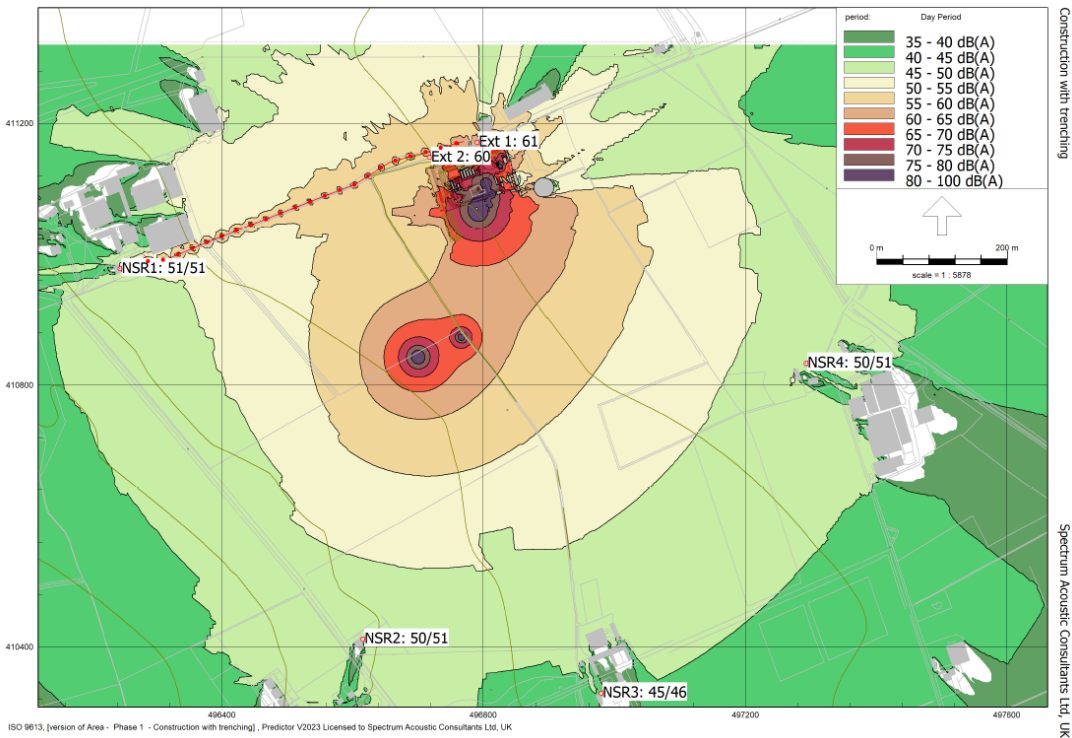 period: Day Period
35 - 40 dB(A)
40 - 45 dB(A)
45 - 50 dB(A)
50 - 55 dB(A)
55 - 60 dB(A)
60 - 65 dB(A)
65 - 70 dB(A)
70 - 75 dB(A)
75 - 80 dB(A)
80 - 100 dB(A)
0 m 200 m
scale = 1 : 5878
Construction with trenching
411200
Ext 1: 61
Ext 2: 60
NSR1: 51/51
NSR4: 50/51
410800
Spectrum Acoustic Consultants Ltd, UK
NSR2: 50/51
410400
NSR3: 45/46
496400 496800 497200 497600
ISO 9613, [version of Area - Phase 1 - Construction with trenching] , Predictor V2023 Licensed to Spectrum Acoustic Consultants Ltd, UK